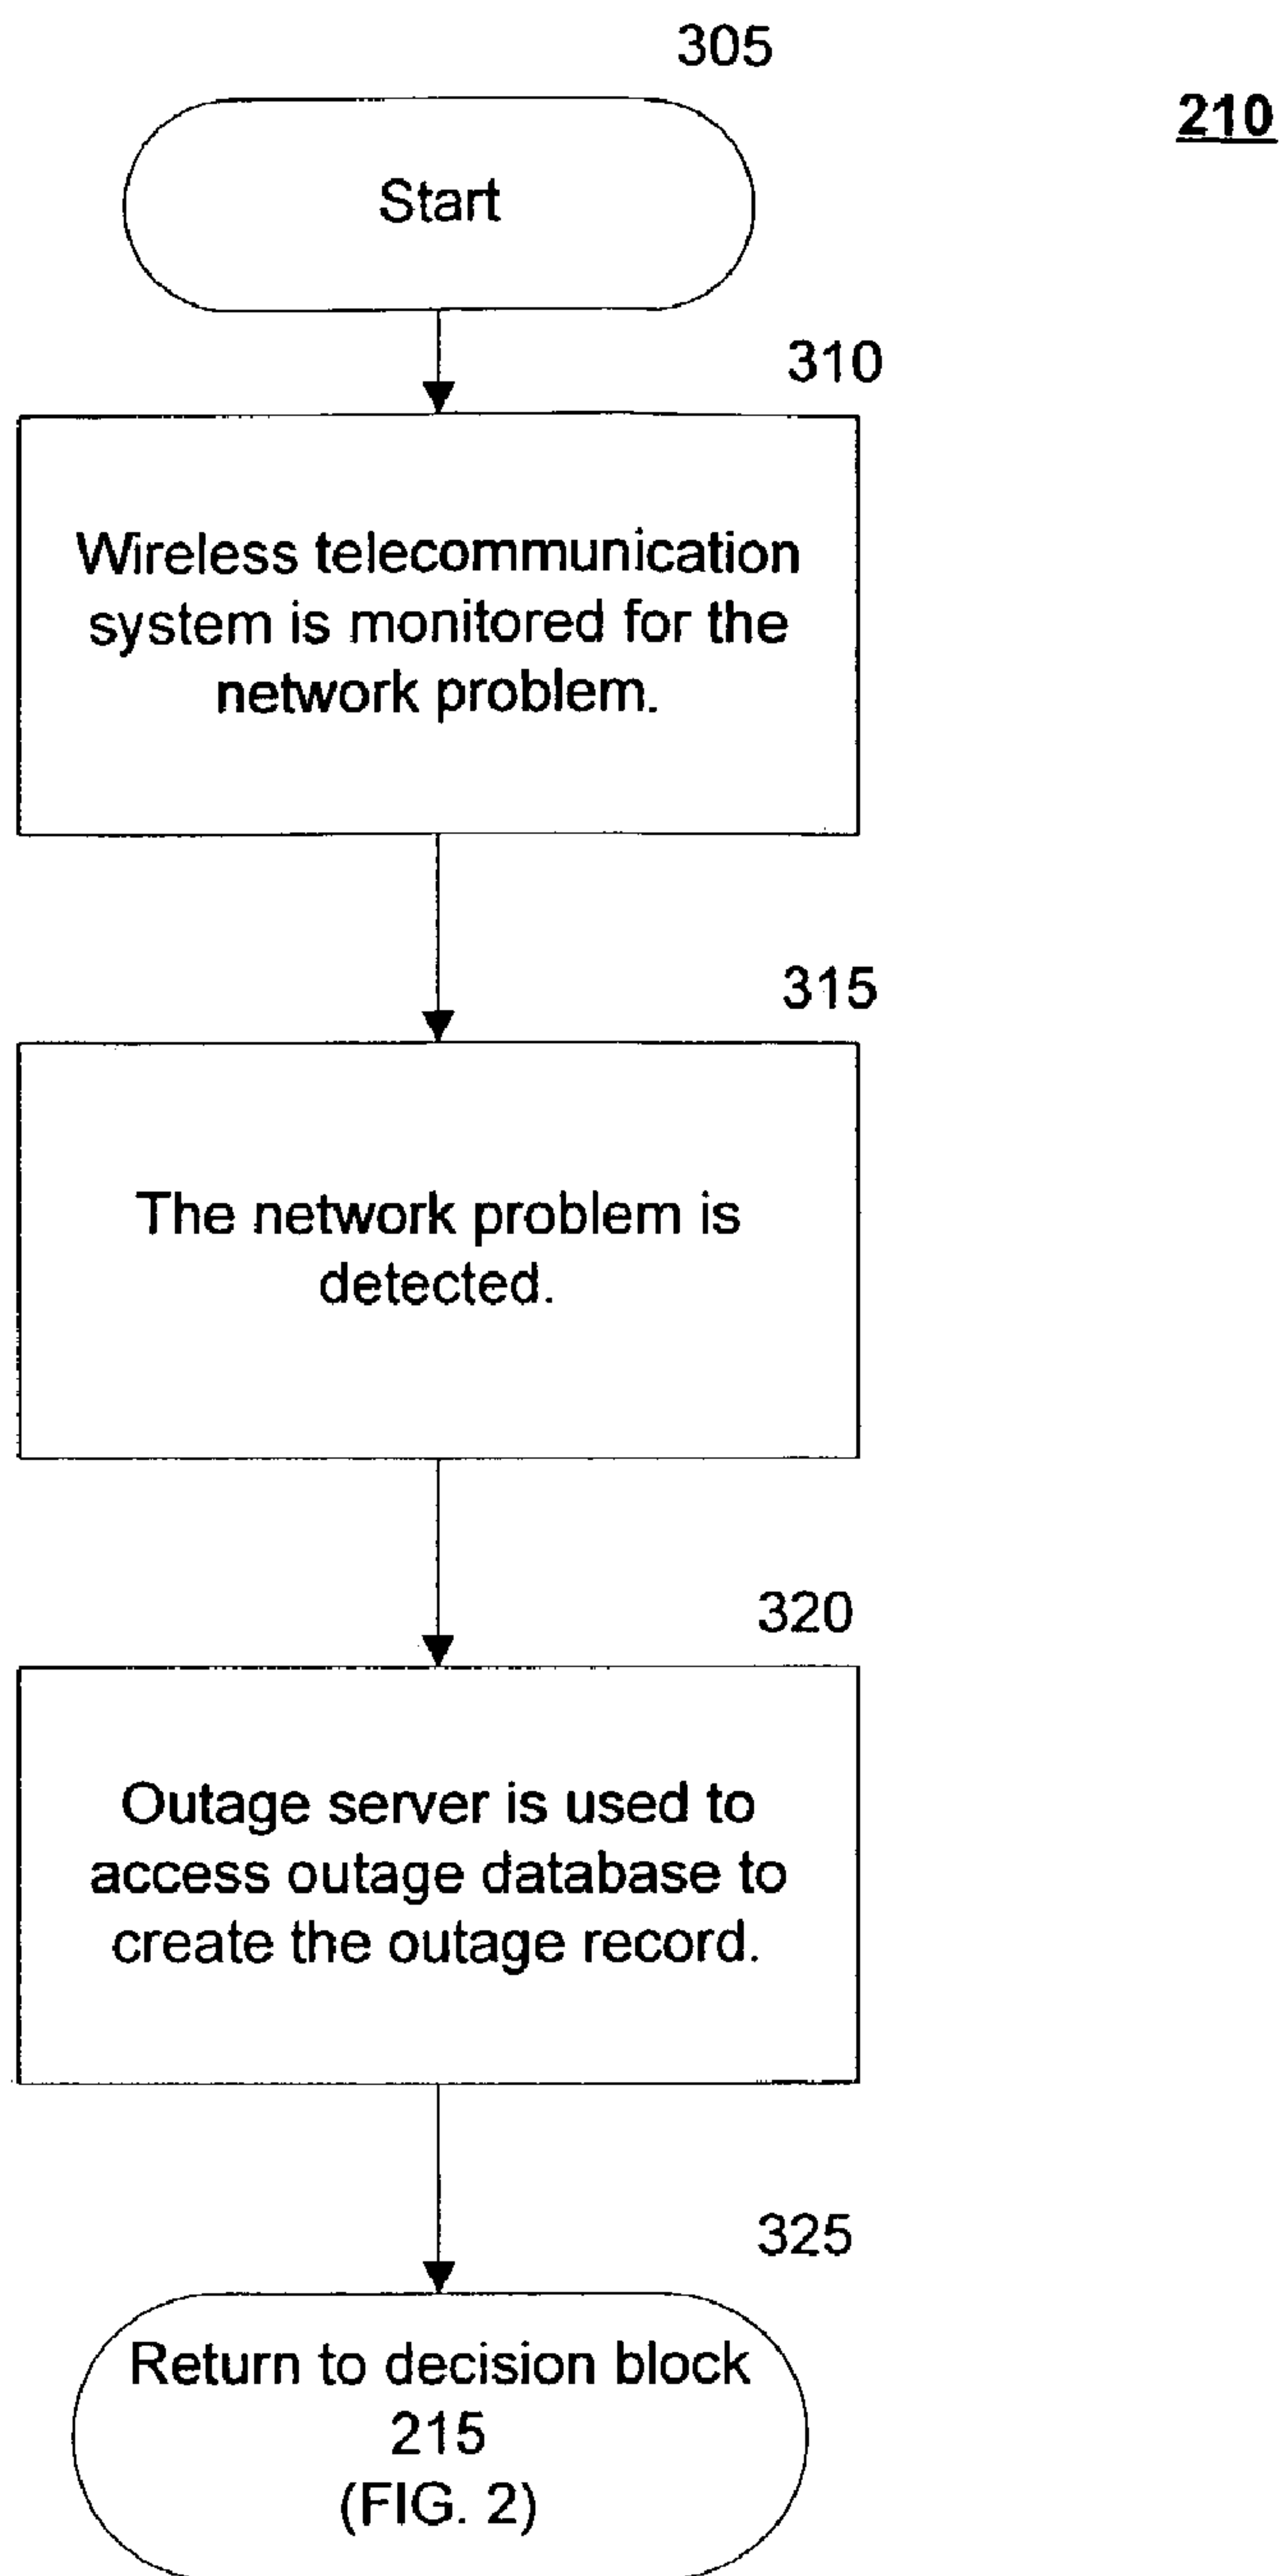 305
210
Start
310
Wireless telecommunication
system is monitored for the
network problem.
315
The network problem is
detected.
320
Outage server is used to
access outage database to
create the outage record.
325
Return to decision block
215
(FIG. 2)